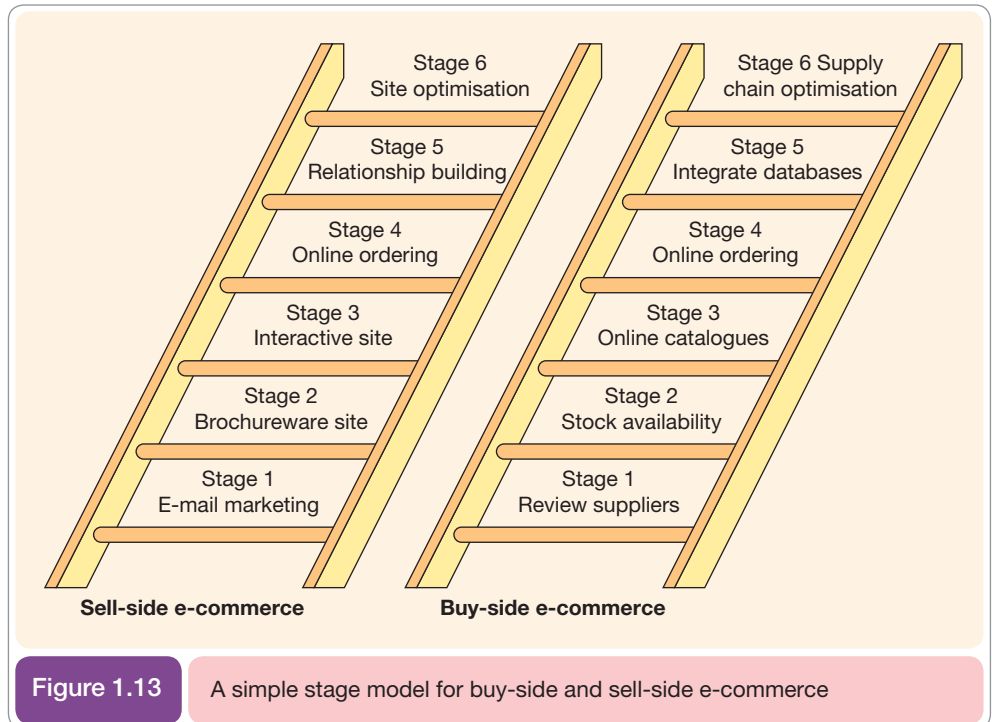 Stage 6
Site optimisation
Stage 5
Relationship building
Stage 4
Online ordering
Stage 3
Interactive site
Stage 2
Brochureware site
Stage 1
E-mail marketing
Sell-side e-commerce
Stage 6 Supply
chain optimisation
Stage 5
Integrate databases
Stage 4
Online ordering
Stage 3
Online catalogues
Stage 2
Stock availability
Stage 1
Review suppliers
Buy-side e-commerce
Figure 1.13
A simple stage model for buy-side and sell-side e-commerce